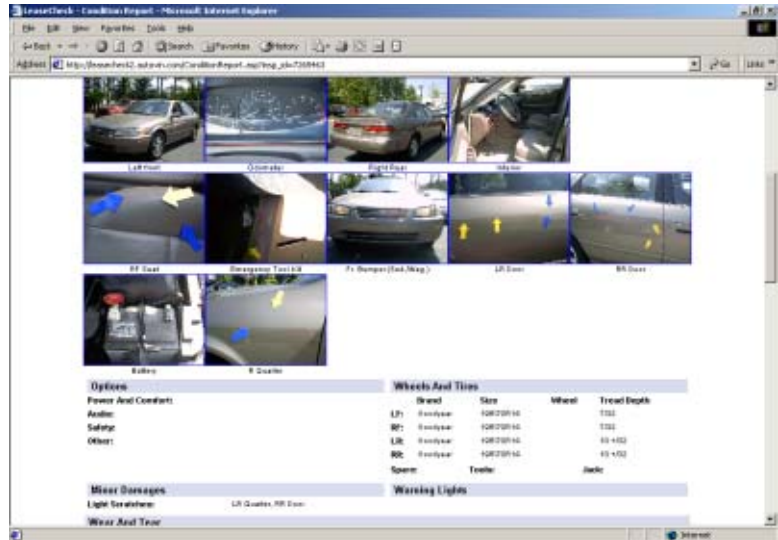 LeaseCheck - Condition Report - Microsoft Internet Explorer
File Edit View Favorites Tools Help
Back Search Favorites History
Address Go Links
Left Front Odometer Right Rear Interior
RF Seat Emergency Tool Kit Fr Bumper LR Door RR Door
Battery R Quarter
Options Wheels And Tires
Power And Comfort: Brand Size Wheel Tread Depth
Audio: LF: Goodyear
Safety: RF: Goodyear
Other: LR: Goodyear
RR: Goodyear
Spare: Tools: Jack:
Minor Damages Warning Lights
Light Scratches: LR Quarter, RR Door
Wear And Tear
Internet